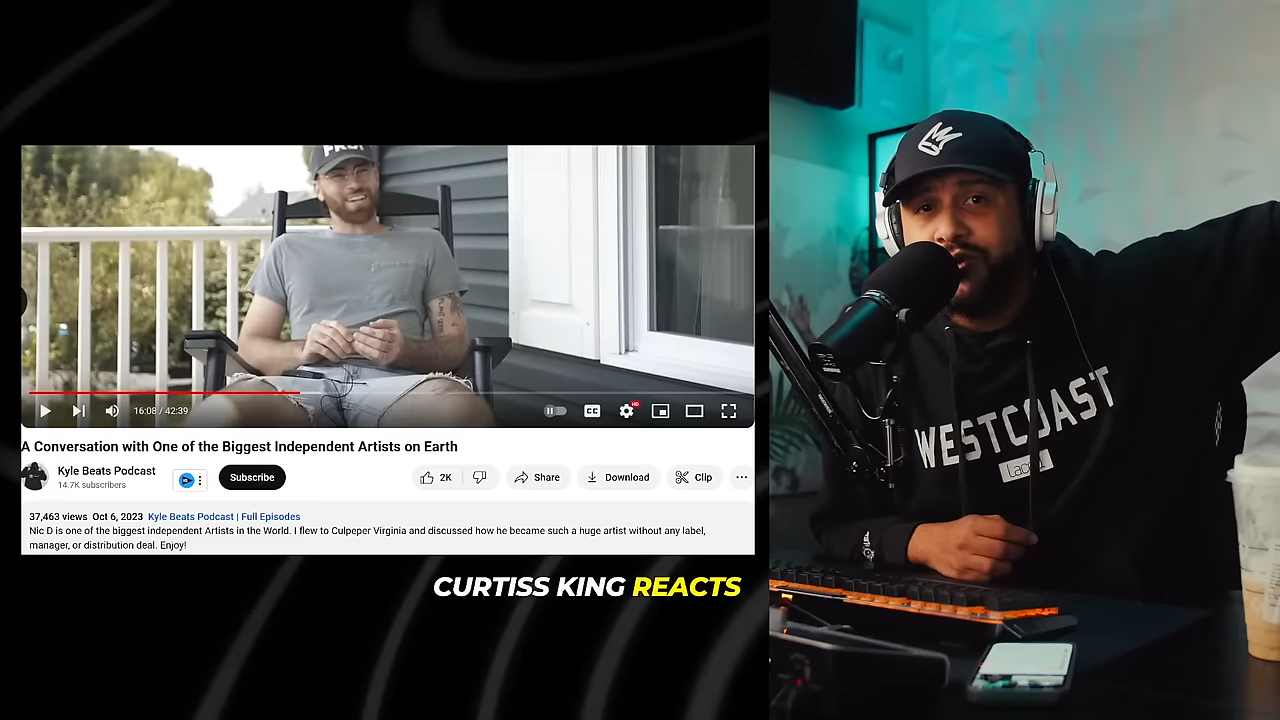 16:08 / 42:39
CC
HD
A Conversation with One of the Biggest Independent Artists on Earth
Kyle Beats Podcast
14.7K subscribers
Subscribe
2K
Share
Download
Clip
37,463 views Oct 6, 2023 Kyle Beats Podcast | Full Episodes
Nic D is one of the biggest independent Artists in the World. I flew to Culpeper Virginia and discussed how he became such a huge artist without any label,
manager, or distribution deal. Enjoy!
CURTISS KING REACTS
WESTCOAST